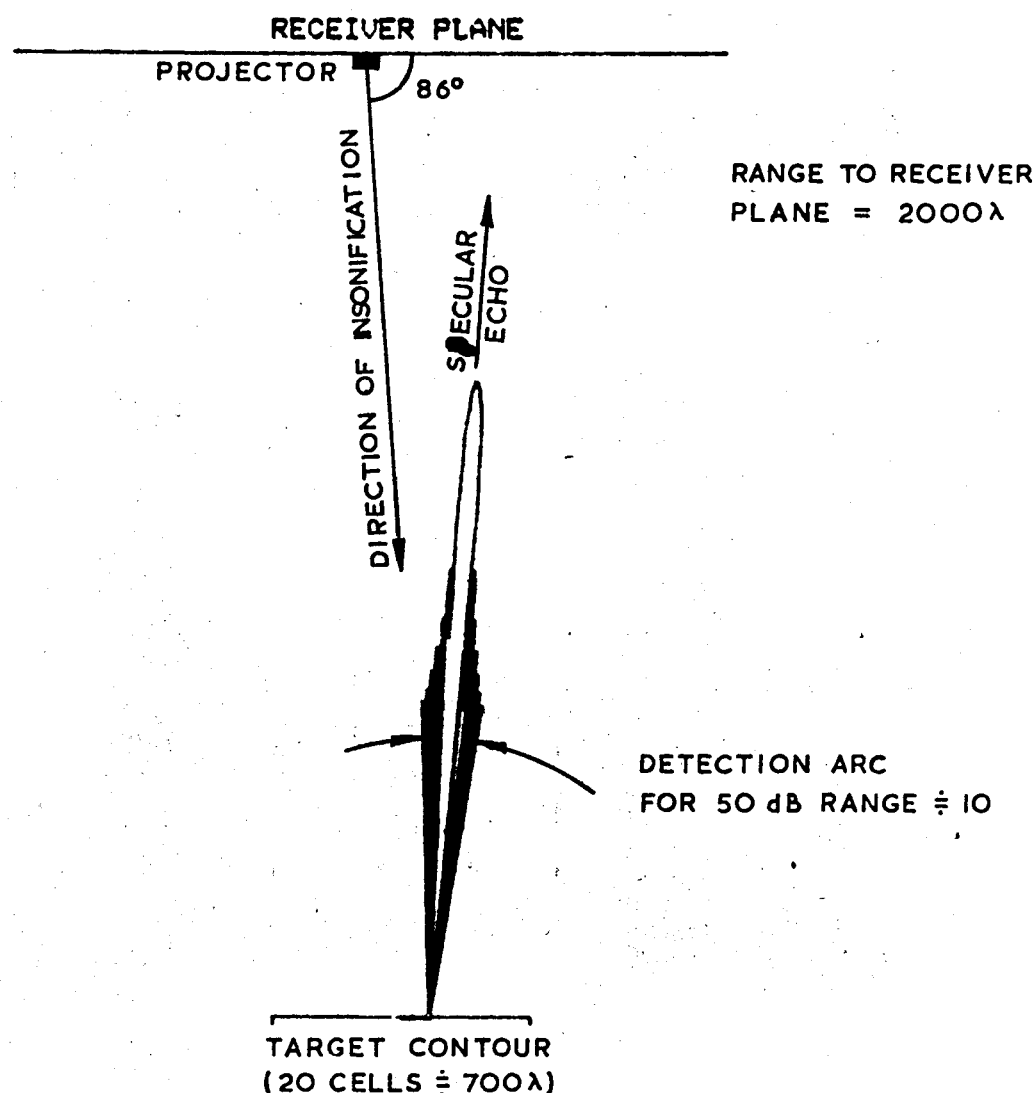 RECEIVER PLANE
PROJECTOR
86°
DIRECTION OF INSONIFICATION
SPECULAR
ECHO
RANGE TO RECEIVER
PLANE = 2000λ
DETECTION ARC
FOR 50 dB RANGE ≑ 10
TARGET CONTOUR
(20 CELLS ≑ 700λ)